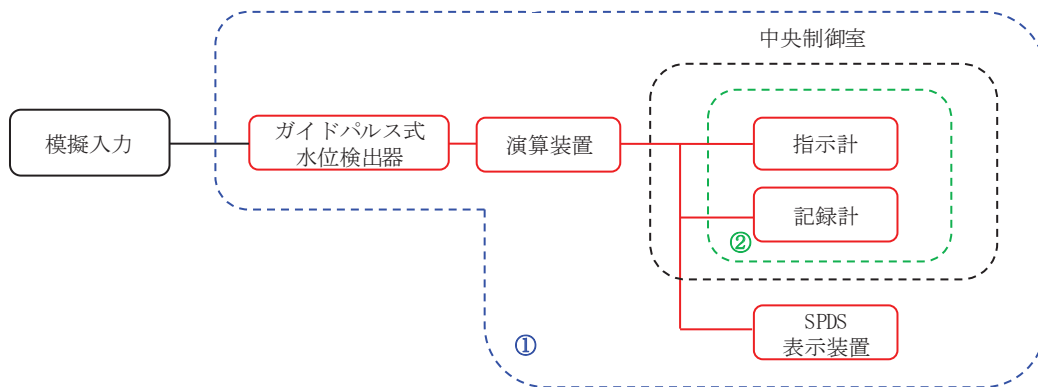 中央制御室
模擬入力
ガイドパルス式
水位検出器
演算装置
指示計
記録計
②
SPDS
表示装置
①